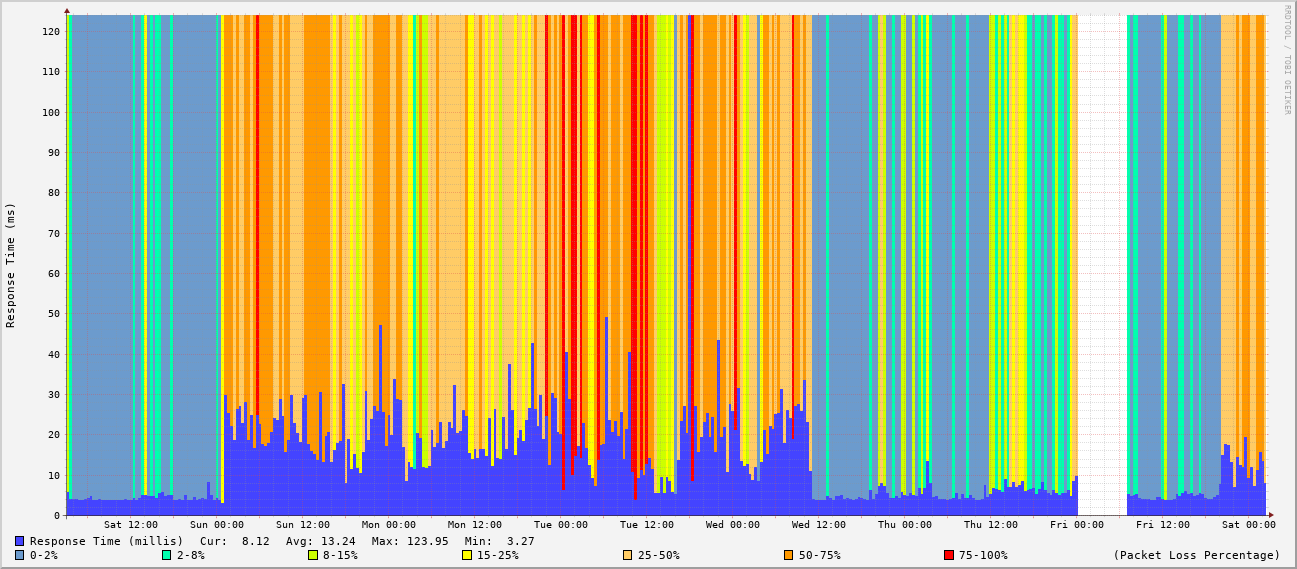 RRDTOOL / TOBI OETIKER
Response Time (ms)
120
110
100
90
80
70
60
50
40
30
20
10
0
Sat 12:00 Sun 00:00 Sun 12:00 Mon 00:00 Mon 12:00 Tue 00:00 Tue 12:00 Wed 00:00 Wed 12:00 Thu 00:00 Thu 12:00 Fri 00:00 Fri 12:00 Sat 00:00
Response Time (millis) Cur: 8.12 Avg: 13.24 Max: 123.95 Min: 3.27
0-2% 2-8% 8-15% 15-25% 25-50% 50-75% 75-100% (Packet Loss Percentage)